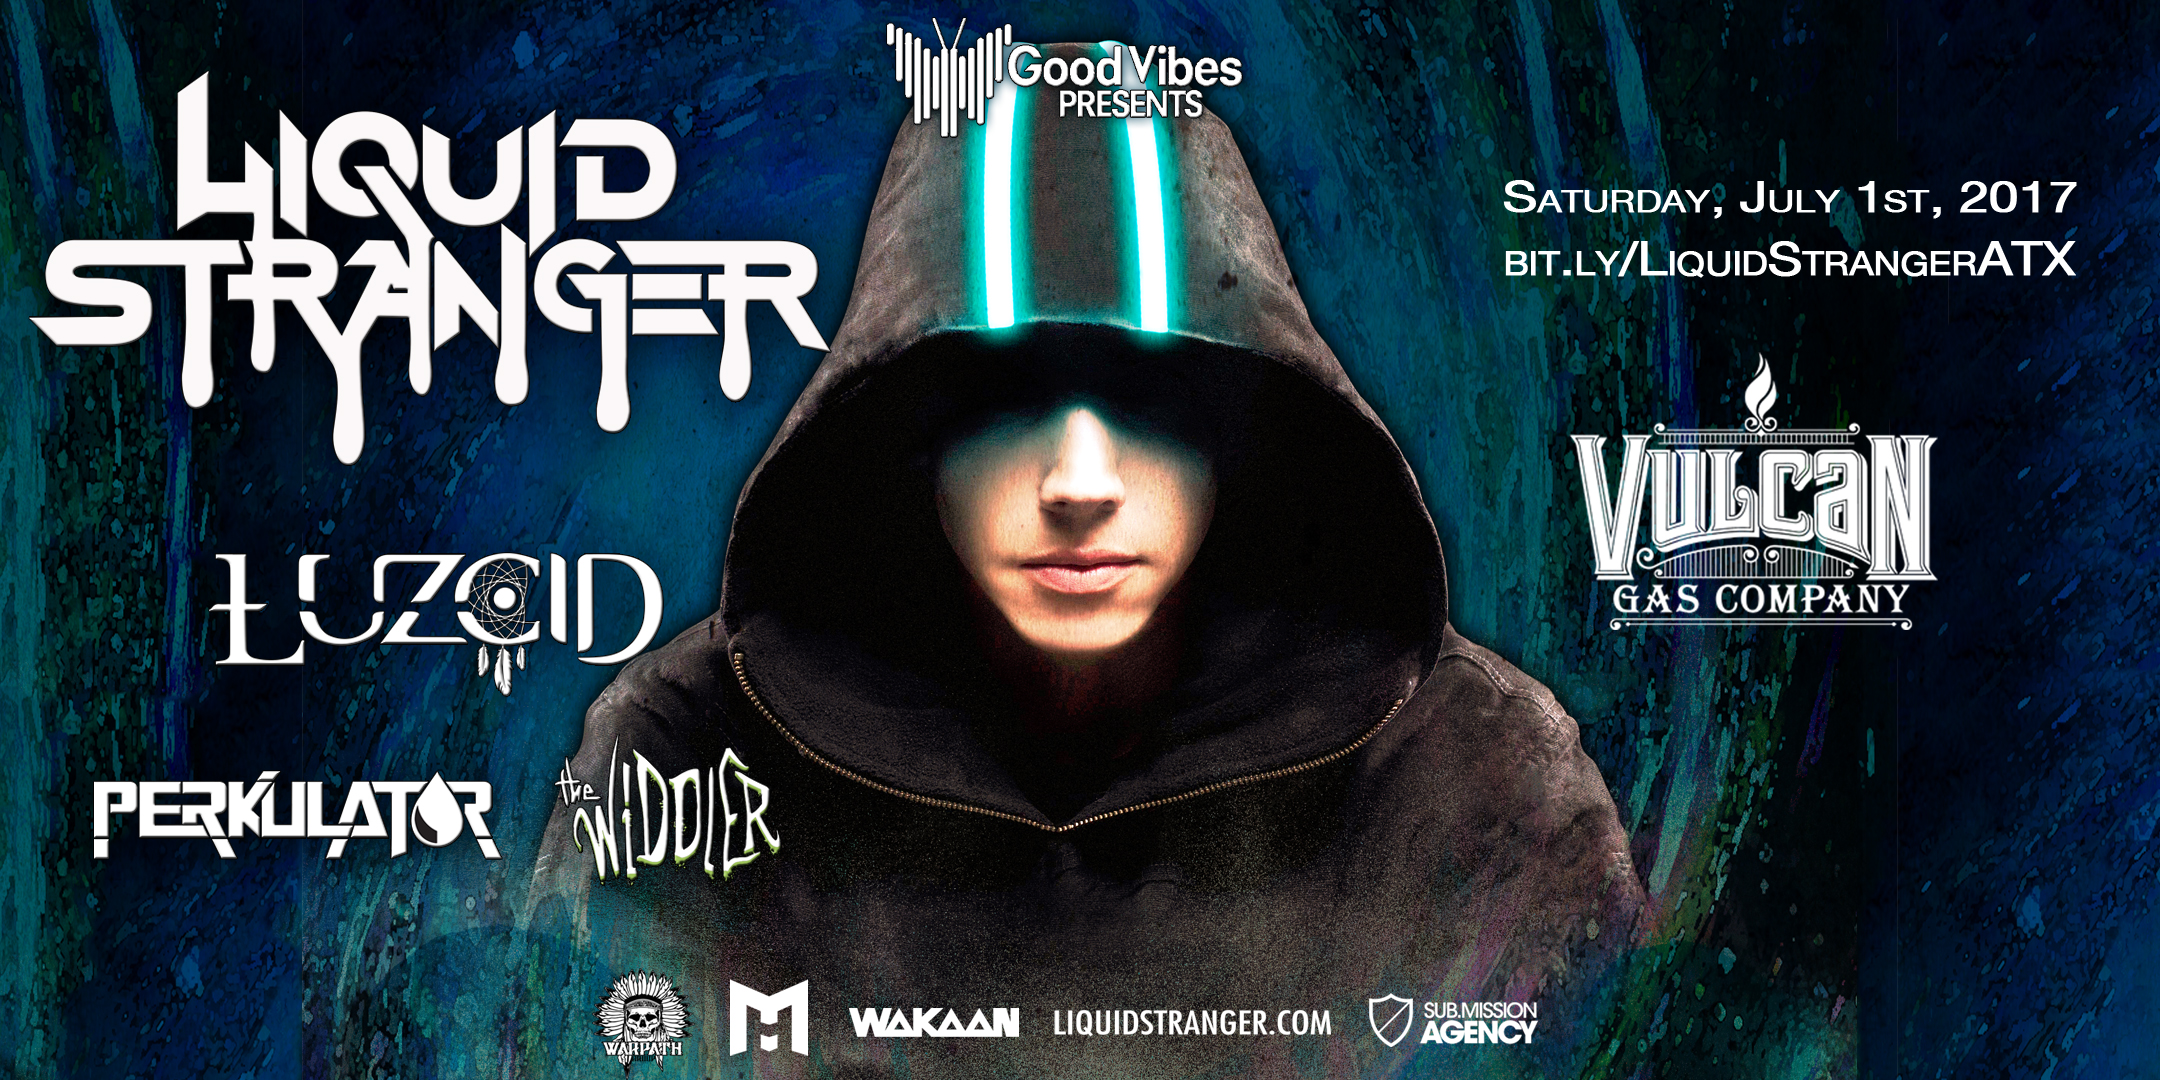 Good Vibes
PRESENTS
LIQUID
STRANGER
Saturday, July 1st, 2017
bit.ly/LiquidStrangerATX
VULCAN
GAS COMPANY
LUZCID
PERKULATOR
the
WIDDLER
WARPATH
WAKAAN
LIQUIDSTRANGER.COM
SUB.MISSION
AGENCY